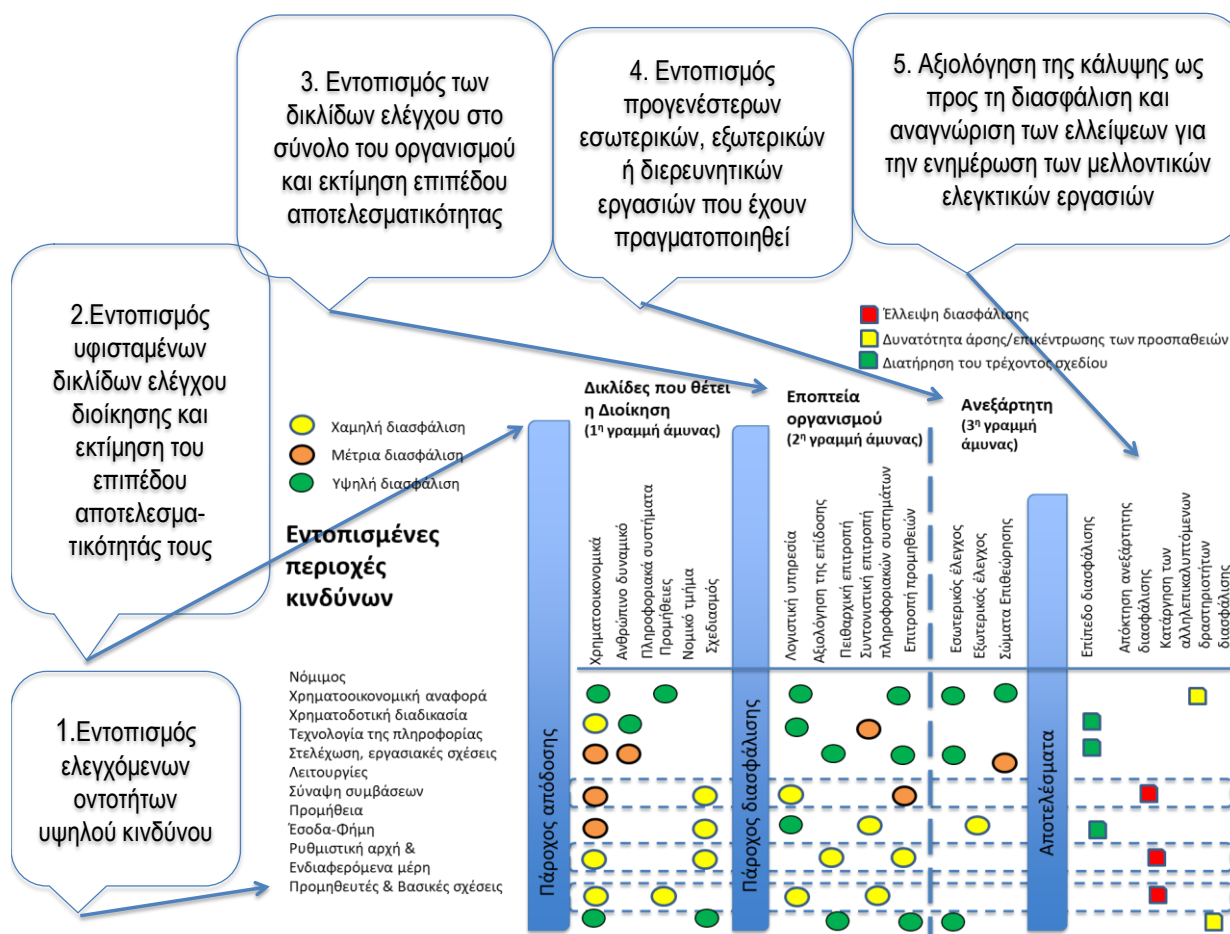 3. Εντοπισμός των
δικλίδων ελέγχου στο
σύνολο του οργανισμού
και εκτίμηση επιπέδου
αποτελεσματικότητας
4. Εντοπισμός
προγενέστερων
εσωτερικών, εξωτερικών
ή διερευνητικών
εργασιών που έχουν
πραγματοποιηθεί
5. Αξιολόγηση της κάλυψης ως
προς τη διασφάλιση και
αναγνώριση των ελλείψεων για
την ενημέρωση των μελλοντικών
ελεγκτικών εργασιών
2.Εντοπισμός
υφισταμένων
δικλίδων ελέγχου
διοίκησης και
εκτίμηση του
επιπέδου
αποτελεσμα-
τικότητάς τους
1.Εντοπισμός
ελεγχόμενων
οντοτήτων
υψηλού κινδύνου
Έλλειψη διασφάλισης
Δυνατότητα άρσης/επικέντρωσης των προσπαθειών
Διατήρηση του τρέχοντος σχεδίου
Χαμηλή διασφάλιση
Μέτρια διασφάλιση
Υψηλή διασφάλιση
Δικλίδες που θέτει
η Διοίκηση
(1η γραμμή άμυνας)
Εποπτεία
οργανισμού
(2η γραμμή άμυνας)
Ανεξάρτητη
(3η γραμμή
άμυνας)
Εντοπισμένες
περιοχές
κινδύνων
Πάροχος απόδοσης
Χρηματοοικονομικά
Ανθρώπινο δυναμικό
Πληροφοριακά συστήματα
Προμήθειες
Νομικό τμήμα
Σχεδιασμός
Πάροχος διασφάλισης
Λογιστική υπηρεσία
Αξιολόγηση της επίδοσης
Πειθαρχική επιτροπή
Συντονιστική επιτροπή
πληροφοριακών συστημάτων
Επιτροπή προμηθειών
Εσωτερικός έλεγχος
Εξωτερικός έλεγχος
Σώματα Επιθεώρησης
Αποτελέσματα
Επίπεδο διασφάλισης
Απόκτηση ανεξάρτητης
διασφάλισης
Κατάργηση των
αλληλεπικαλυπτόμενων
δραστηριοτήτων
διασφάλισης
Νόμιμος
Χρηματοοικονομική αναφορά
Χρηματοδοτική διαδικασία
Τεχνολογία της πληροφορίας
Στελέχωση, εργασιακές σχέσεις
Λειτουργίες
Σύναψη συμβάσεων
Προμήθεια
Έσοδα-Φήμη
Ρυθμιστική αρχή &
Ενδιαφερόμενα μέρη
Προμηθευτές & Βασικές σχέσεις